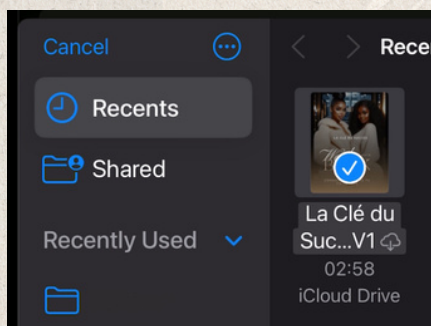 Cancel
Recents
Shared
Recently Used
Rece
La Clé du
Suc...V1
02:58
iCloud Drive